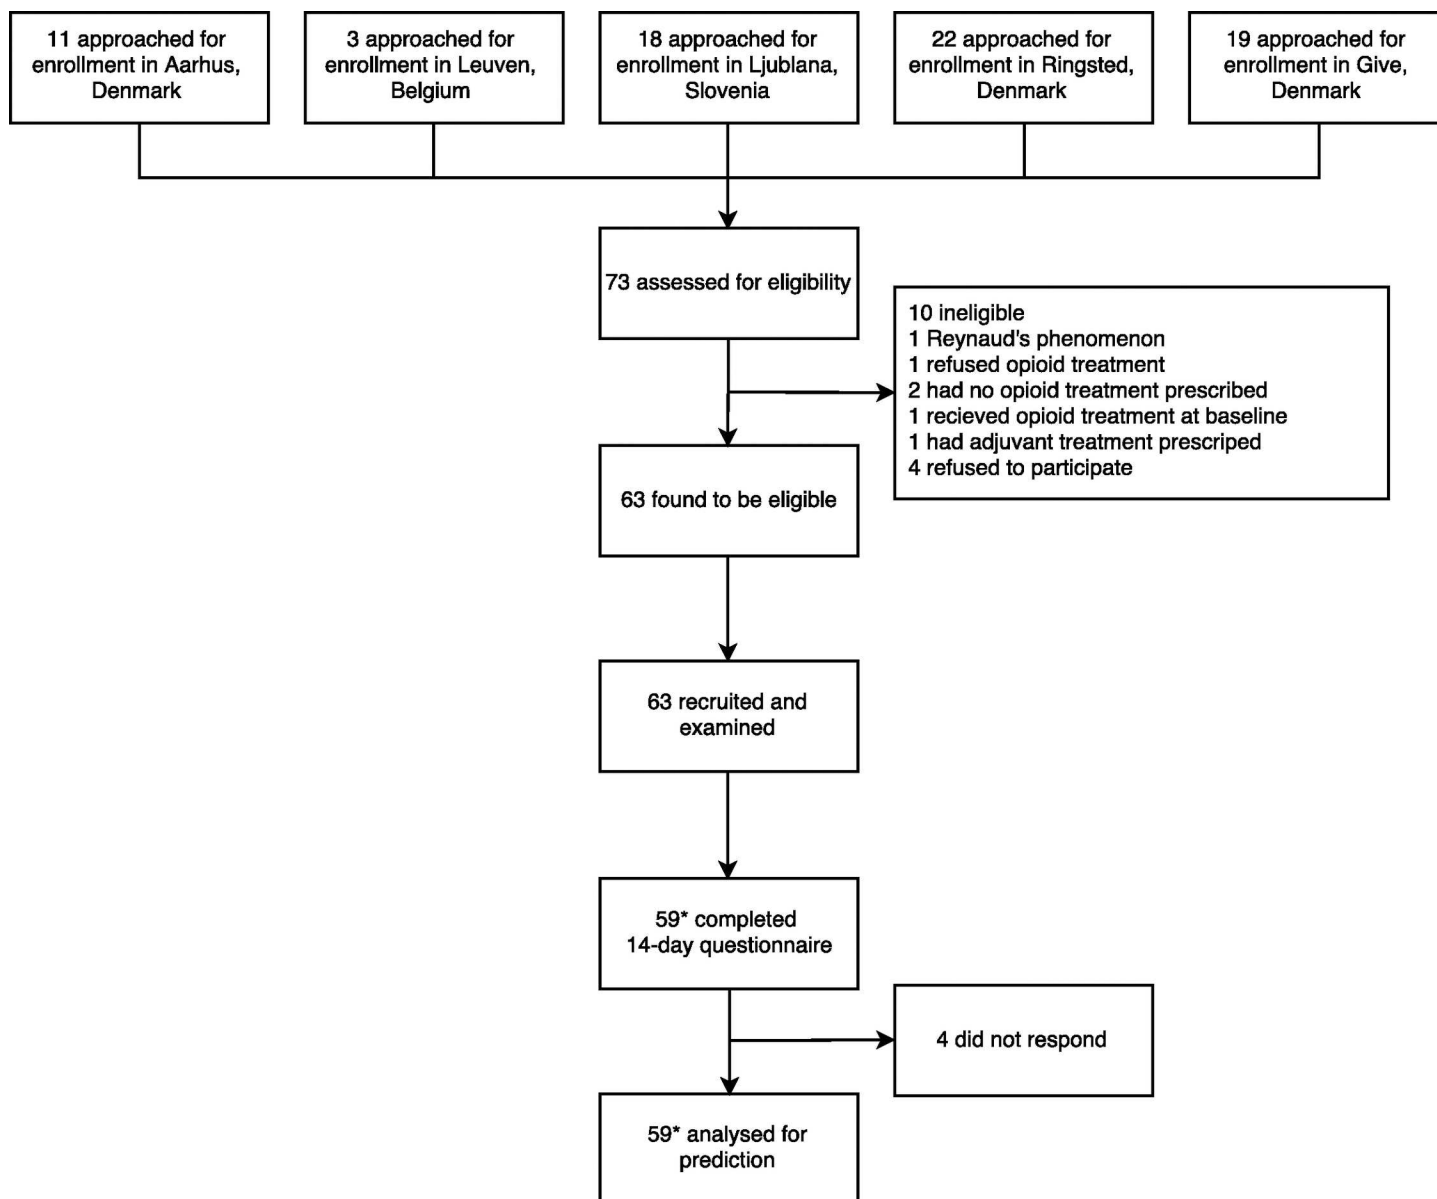 11 approached for
enrollment in Aarhus,
Denmark
3 approached for
enrollment in Leuven,
Belgium
18 approached for
enrollment in Ljublana,
Slovenia
22 approached for
enrollment in Ringsted,
Denmark
19 approached for
enrollment in Give,
Denmark
73 assessed for eligibility
10 ineligible
1 Reynaud's phenomenon
1 refused opioid treatment
2 had no opioid treatment prescribed
1 recieved opioid treatment at baseline
1 had adjuvant treatment prescriped
4 refused to participate
63 found to be eligible
63 recruited and
examined
59* completed
14-day questionnaire
4 did not respond
59* analysed for
prediction